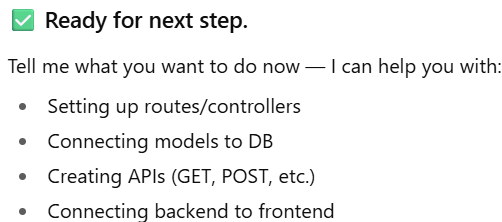 ✅ Ready for next step.
Tell me what you want to do now — I can help you with:
• Setting up routes/controllers
• Connecting models to DB
• Creating APIs (GET, POST, etc.)
• Connecting backend to frontend